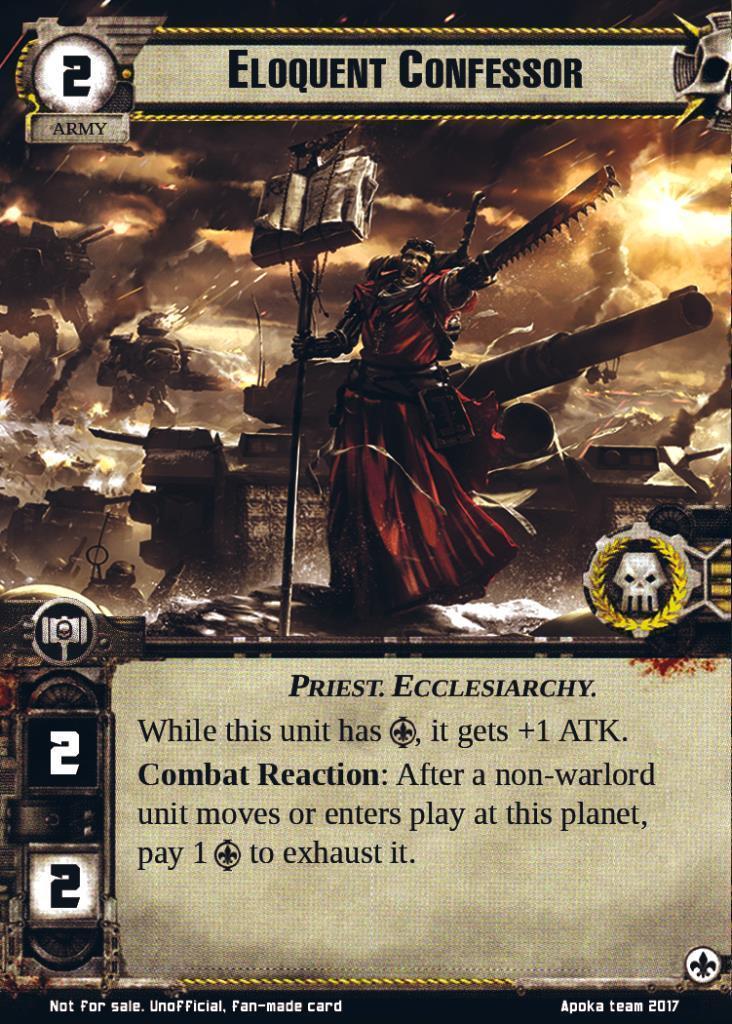 2
ELOQUENT CONFESSOR
ARMY
PRIEST. ECCLESIARCHY.
While this unit has , it gets +1 ATK.
Combat Reaction: After a non-warlord
unit moves or enters play at this planet,
pay 1 to exhaust it.
2
2
Not for sale. Unofficial, Fan-made card
Apoka team 2017